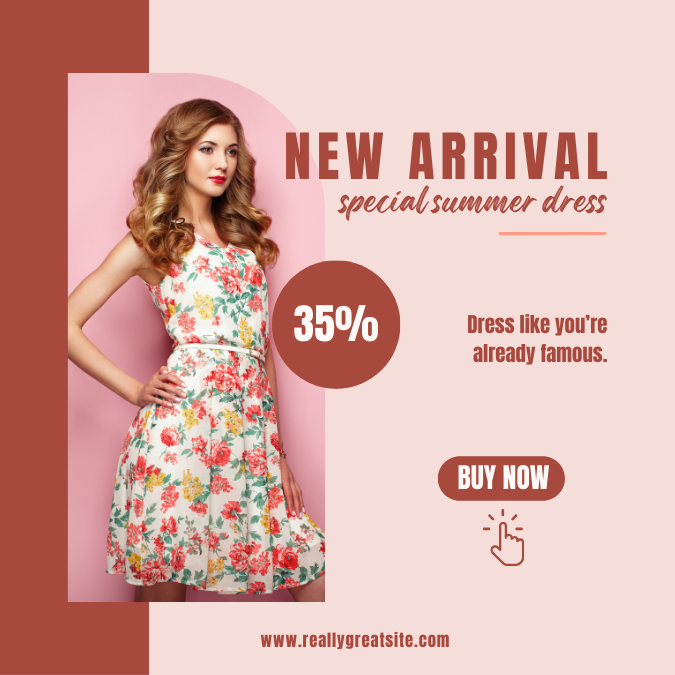 NEW ARRIVAL
special summer dress
35%
Dress like you're
already famous.
BUY NOW
www.reallygreatsite.com